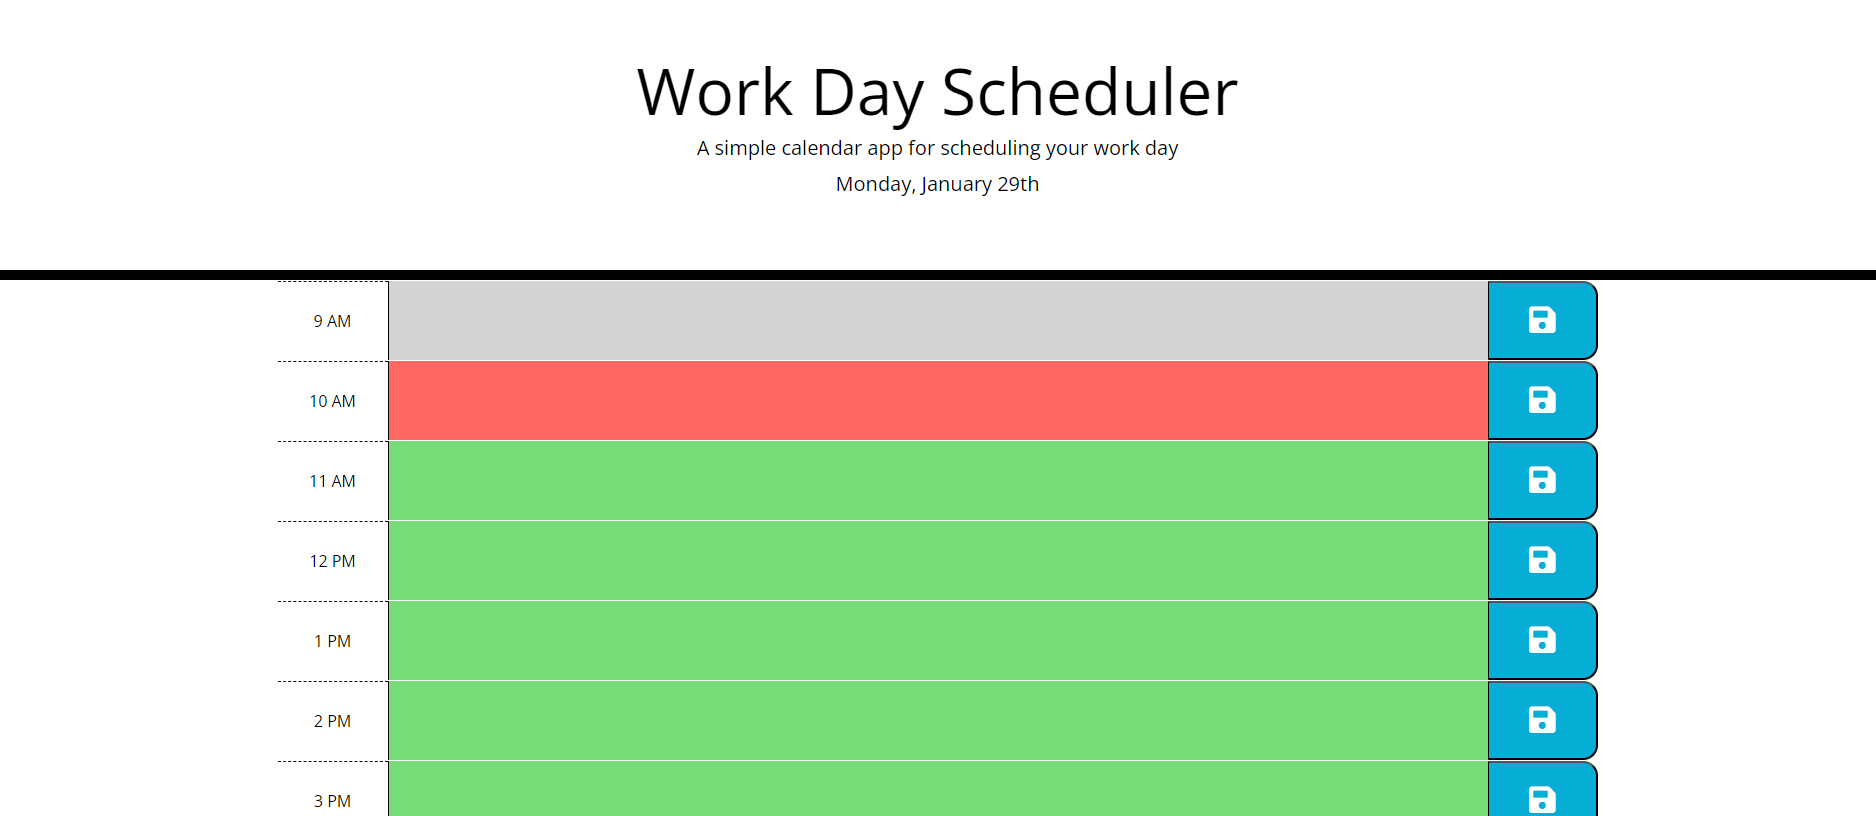 Work Day Scheduler
A simple calendar app for scheduling your work day
Monday, January 29th
9 AM
10 AM
11 AM
12 PM
1 PM
2 PM
3 PM